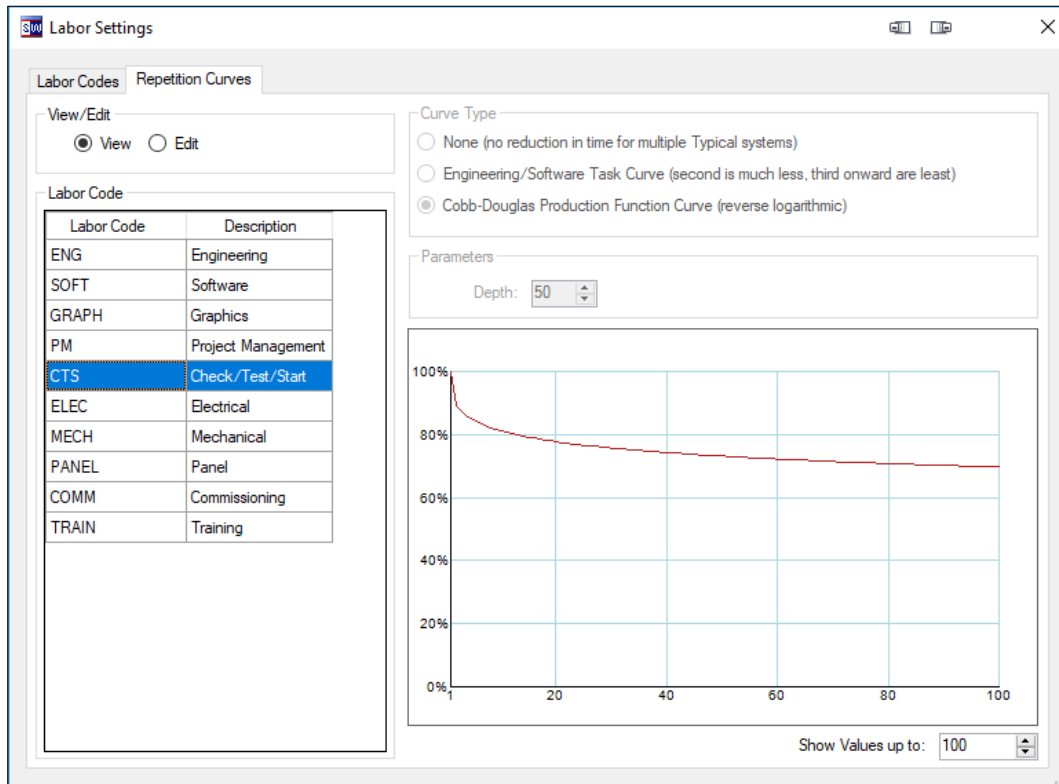 SW Labor Settings
Labor Codes Repetition Curves
View/Edit
View Edit
Labor Code
Labor Code Description
ENG Engineering
SOFT Software
GRAPH Graphics
PM Project Management
CTS Check/Test/Start
ELEC Electrical
MECH Mechanical
PANEL Panel
COMM Commissioning
TRAIN Training
Curve Type
None (no reduction in time for multiple Typical systems)
Engineering/Software Task Curve (second is much less, third onward are least)
Cobb-Douglas Production Function Curve (reverse logarithmic)
Parameters
Depth: 50
100%
80%
60%
40%
20%
0%
1 20 40 60 80 100
Show Values up to: 100